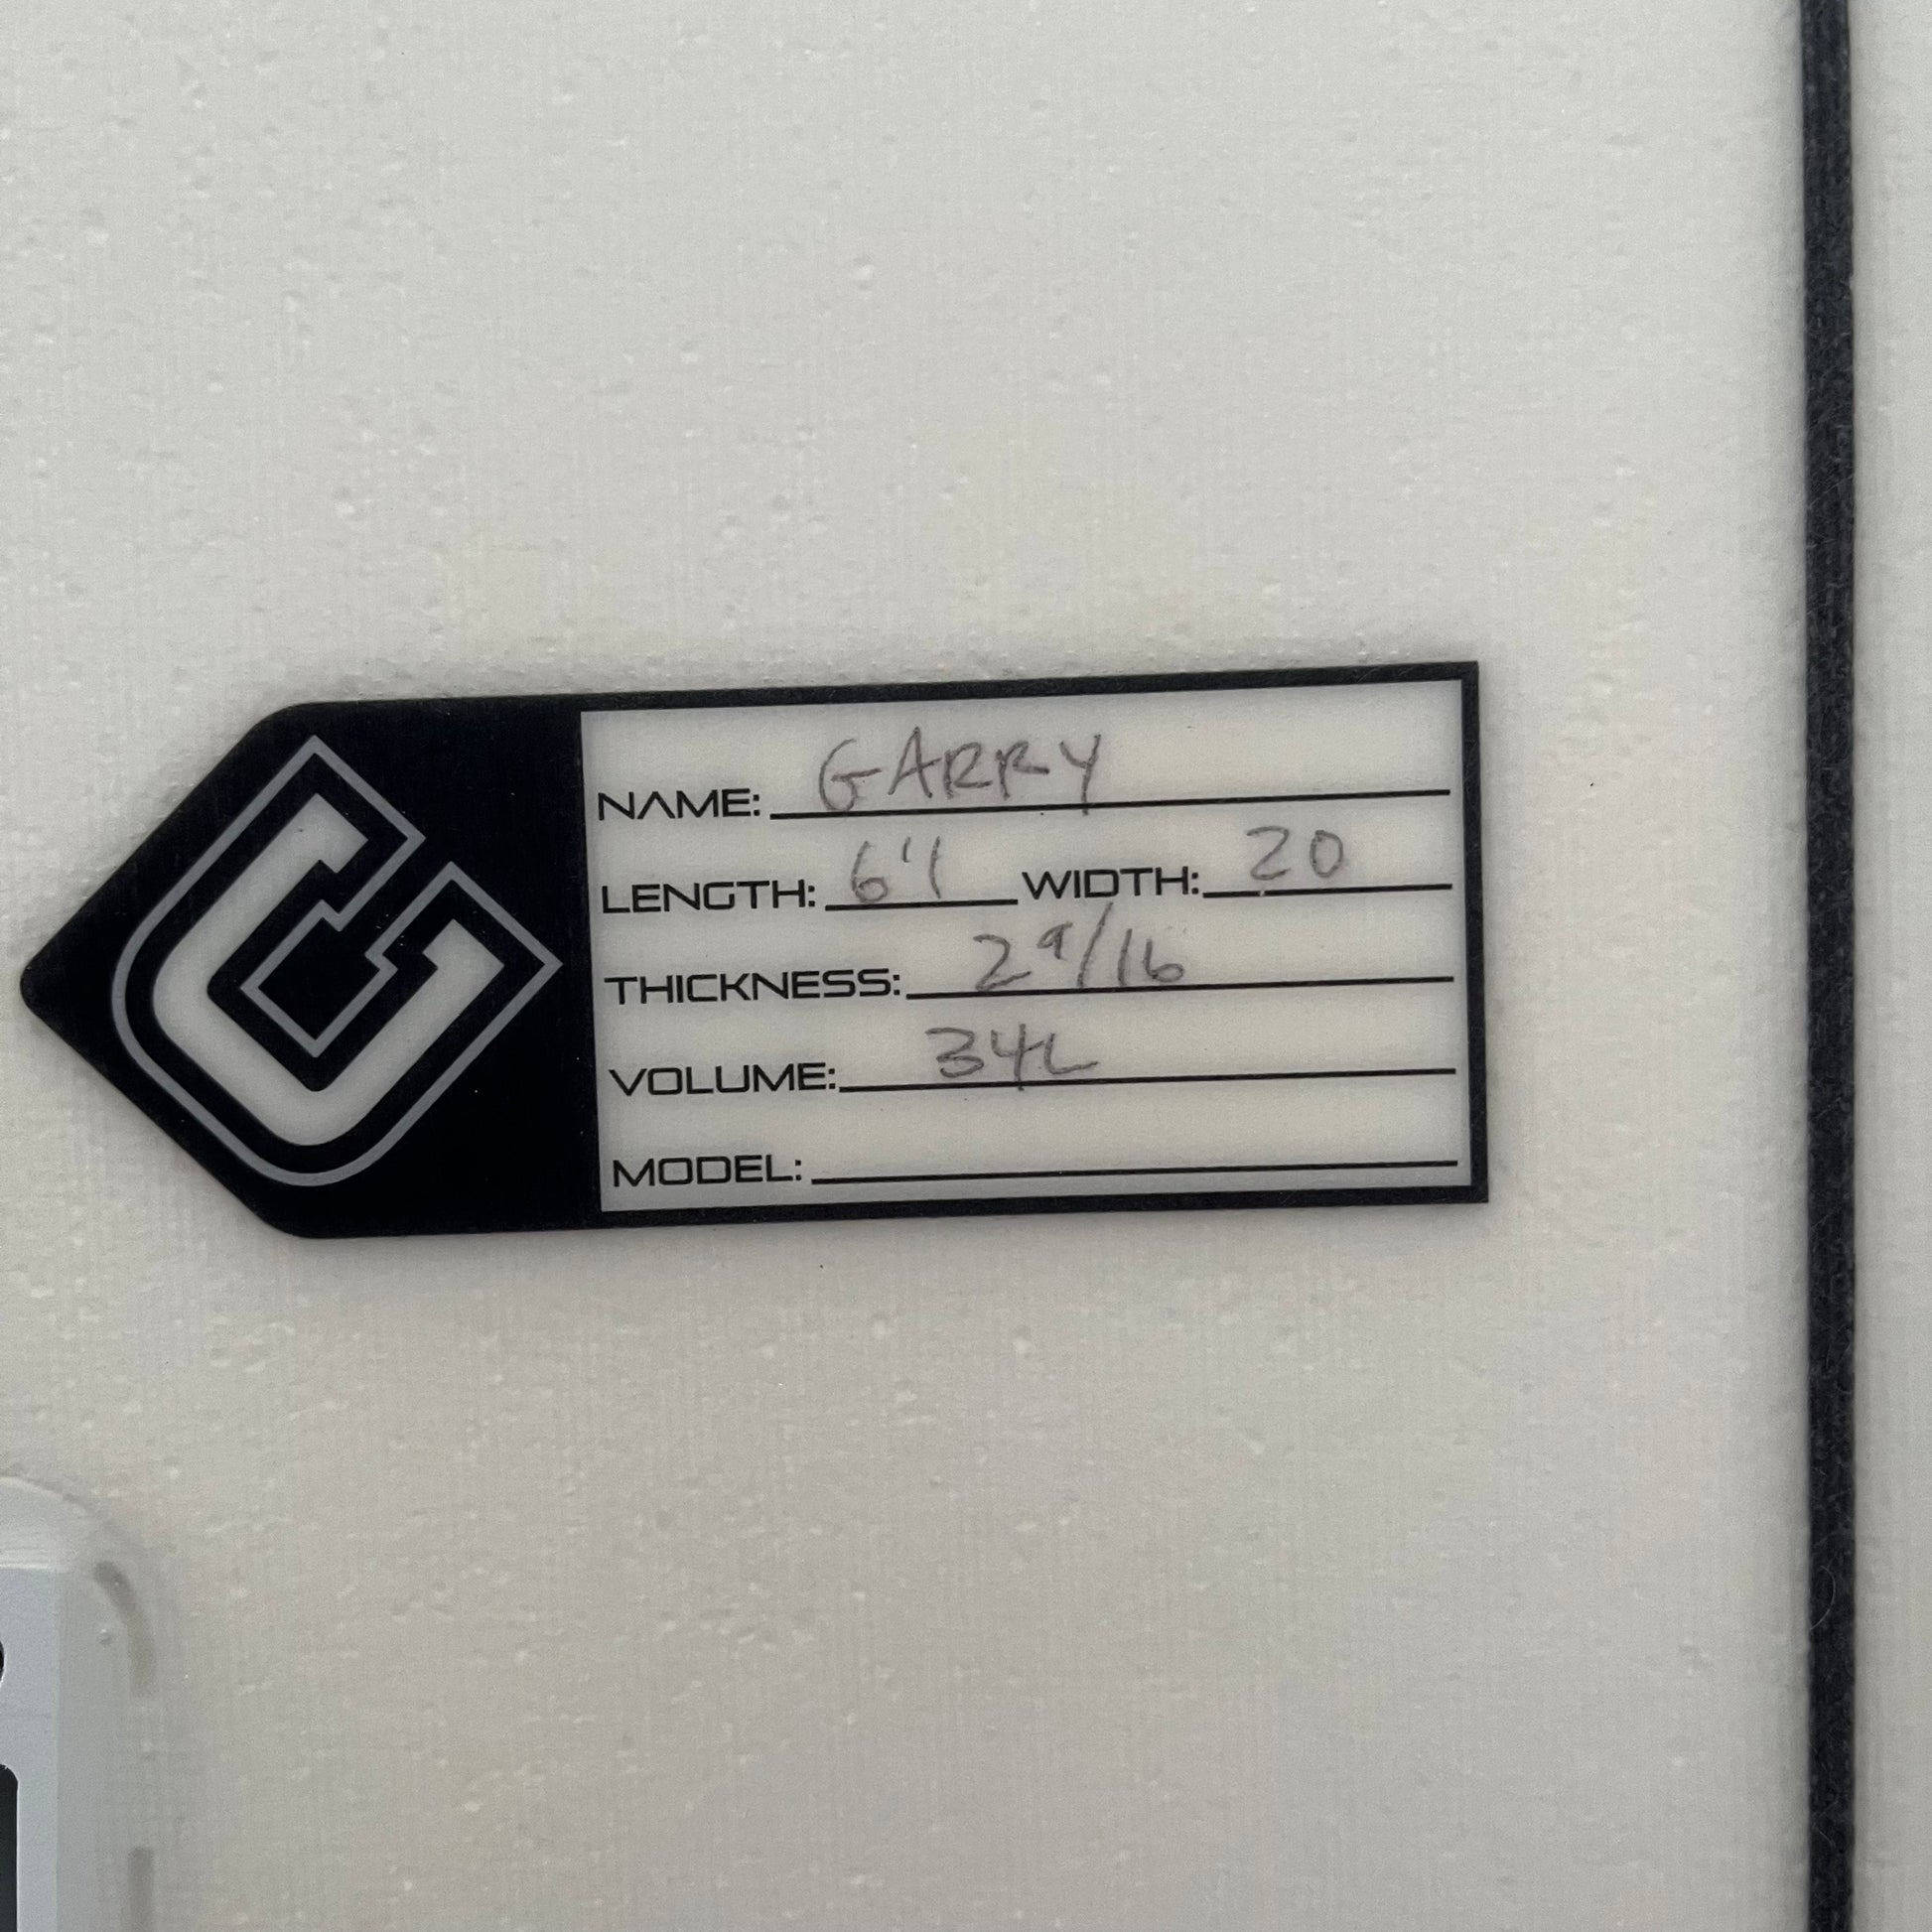 NAME: GARRY
LENGTH: 6'1 WIDTH: 20
THICKNESS: 2 9/16
VOLUME: 34L
MODEL: